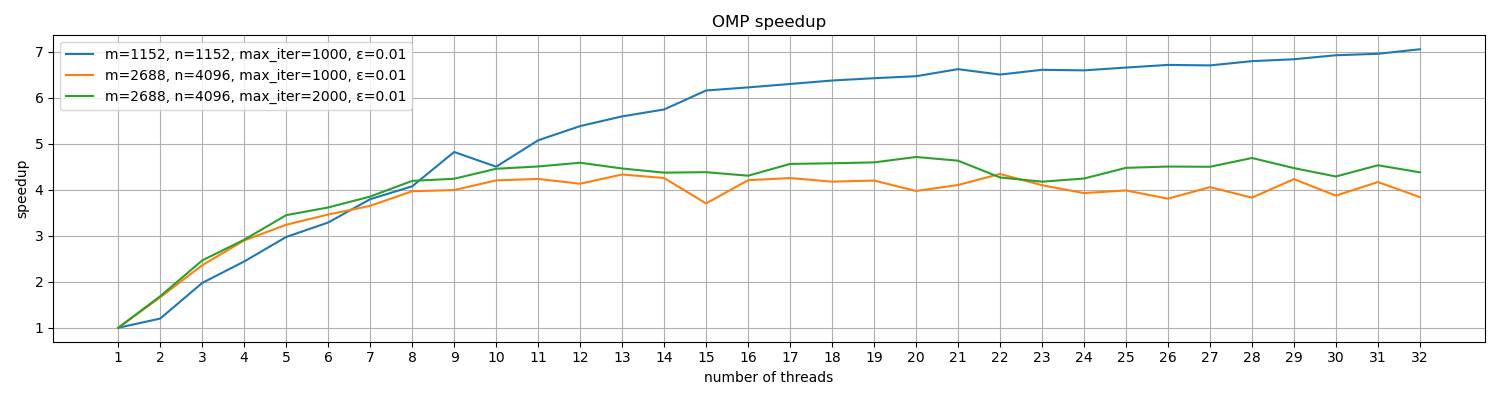 OMP speedup
m=1152, n=1152, max_iter=1000, ε=0.01
m=2688, n=4096, max_iter=1000, ε=0.01
m=2688, n=4096, max_iter=2000, ε=0.01
7
6
5
4
3
2
1
speedup
1 2 3 4 5 6 7 8 9 10 11 12 13 14 15 16 17 18 19 20 21 22 23 24 25 26 27 28 29 30 31 32
number of threads